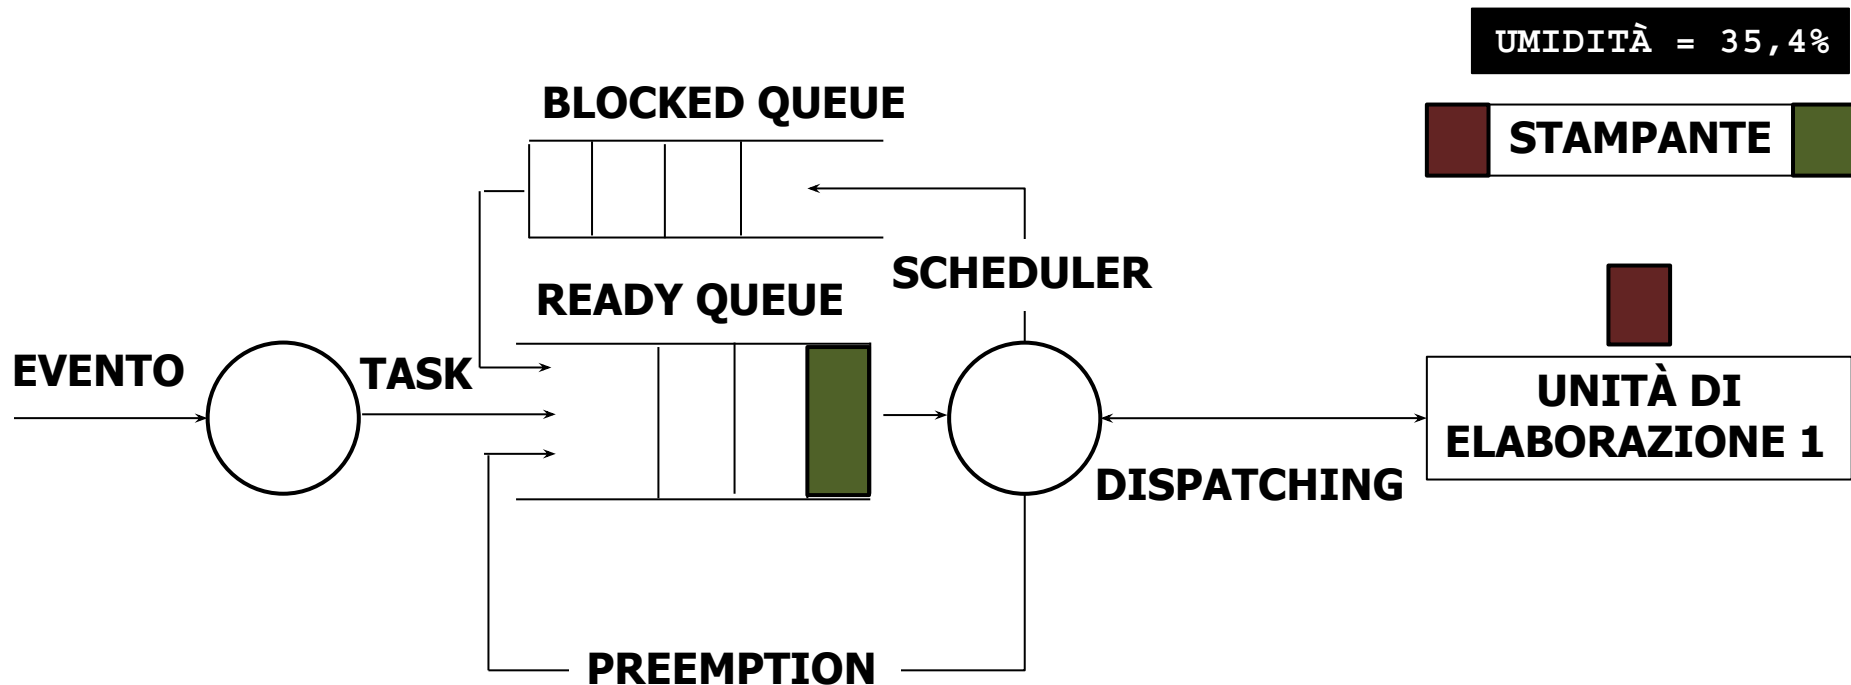 UMIDITÀ = 35,4%
BLOCKED QUEUE
STAMPANTE
SCHEDULER
READY QUEUE
EVENTO
TASK
UNITÀ DI
ELABORAZIONE 1
DISPATCHING
PREEMPTION